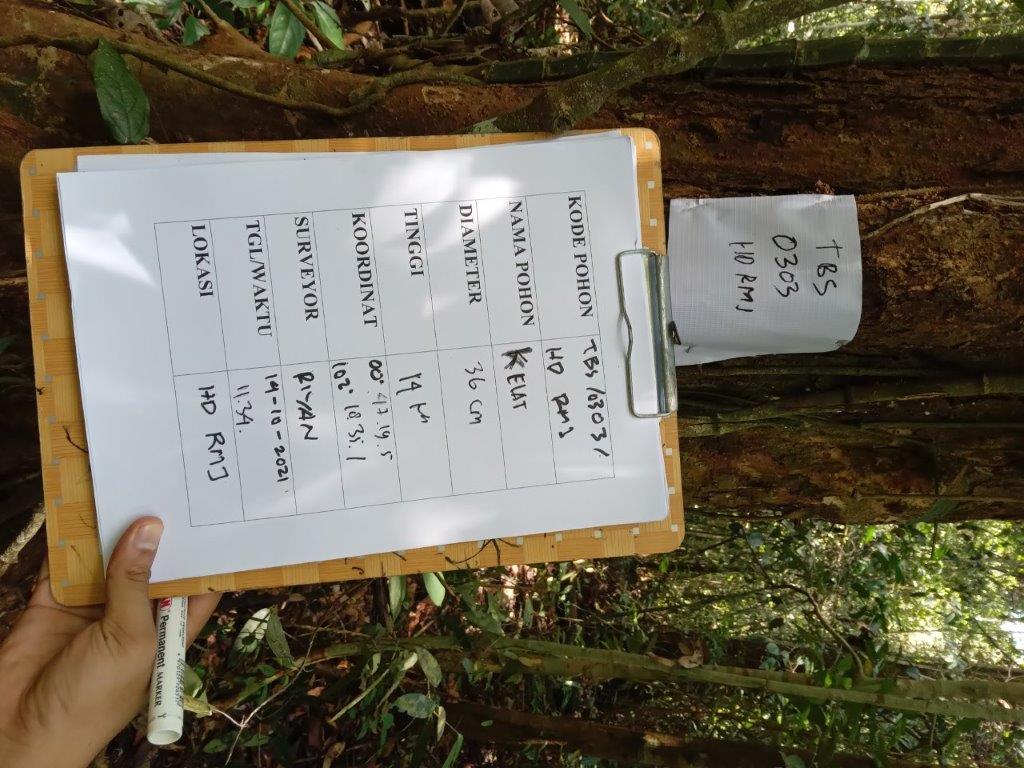 TBS
0303
HD RMJ
KODE POHON
TBS/0303/
HD RMJ
NAMA POHON
KELAT
DIAMETER
36 cm
TINGGI
14 m
KOORDINAT
00° 47.19.5
102° 18.35.1
SURVEYOR
RIYAN
TGL/WAKTU
14-10-2021
11.34.
LOKASI
HD RMJ
Permanent MARKER